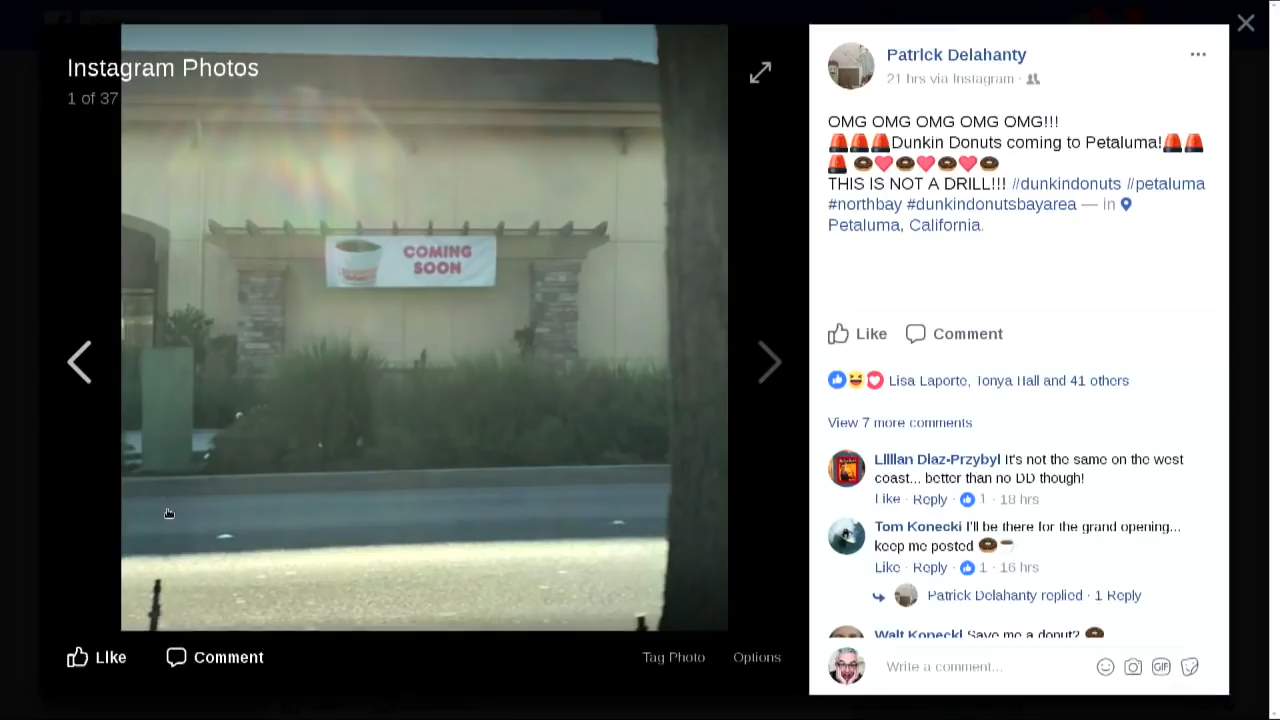 Instagram Photos
1 of 37
COMING
SOON
Like
Comment
Tag Photo
Options
Patrick Delahanty
21 hrs via Instagram ·
OMG OMG OMG OMG OMG!!!
🚨🚨🚨Dunkin Donuts coming to Petaluma!🚨🚨
🚨 🍩❤️🍩❤️🍩❤️🍩
THIS IS NOT A DRILL!!! #dunkindonuts #petaluma
#northbay #dunkindonutsbayarea — in
Petaluma, California.
Like
Comment
Lisa Laporte, Tonya Hall and 41 others
View 7 more comments
Lillian Diaz-Przybyl It's not the same on the west
coast... better than no DD though!
Like · Reply · 1 · 18 hrs
Tom Konecki I'll be there for the grand opening...
keep me posted 🍩☕
Like · Reply · 1 · 16 hrs
Patrick Delahanty replied · 1 Reply
Walt Konecki Save me a donut? 🍩
Write a comment...
GIF